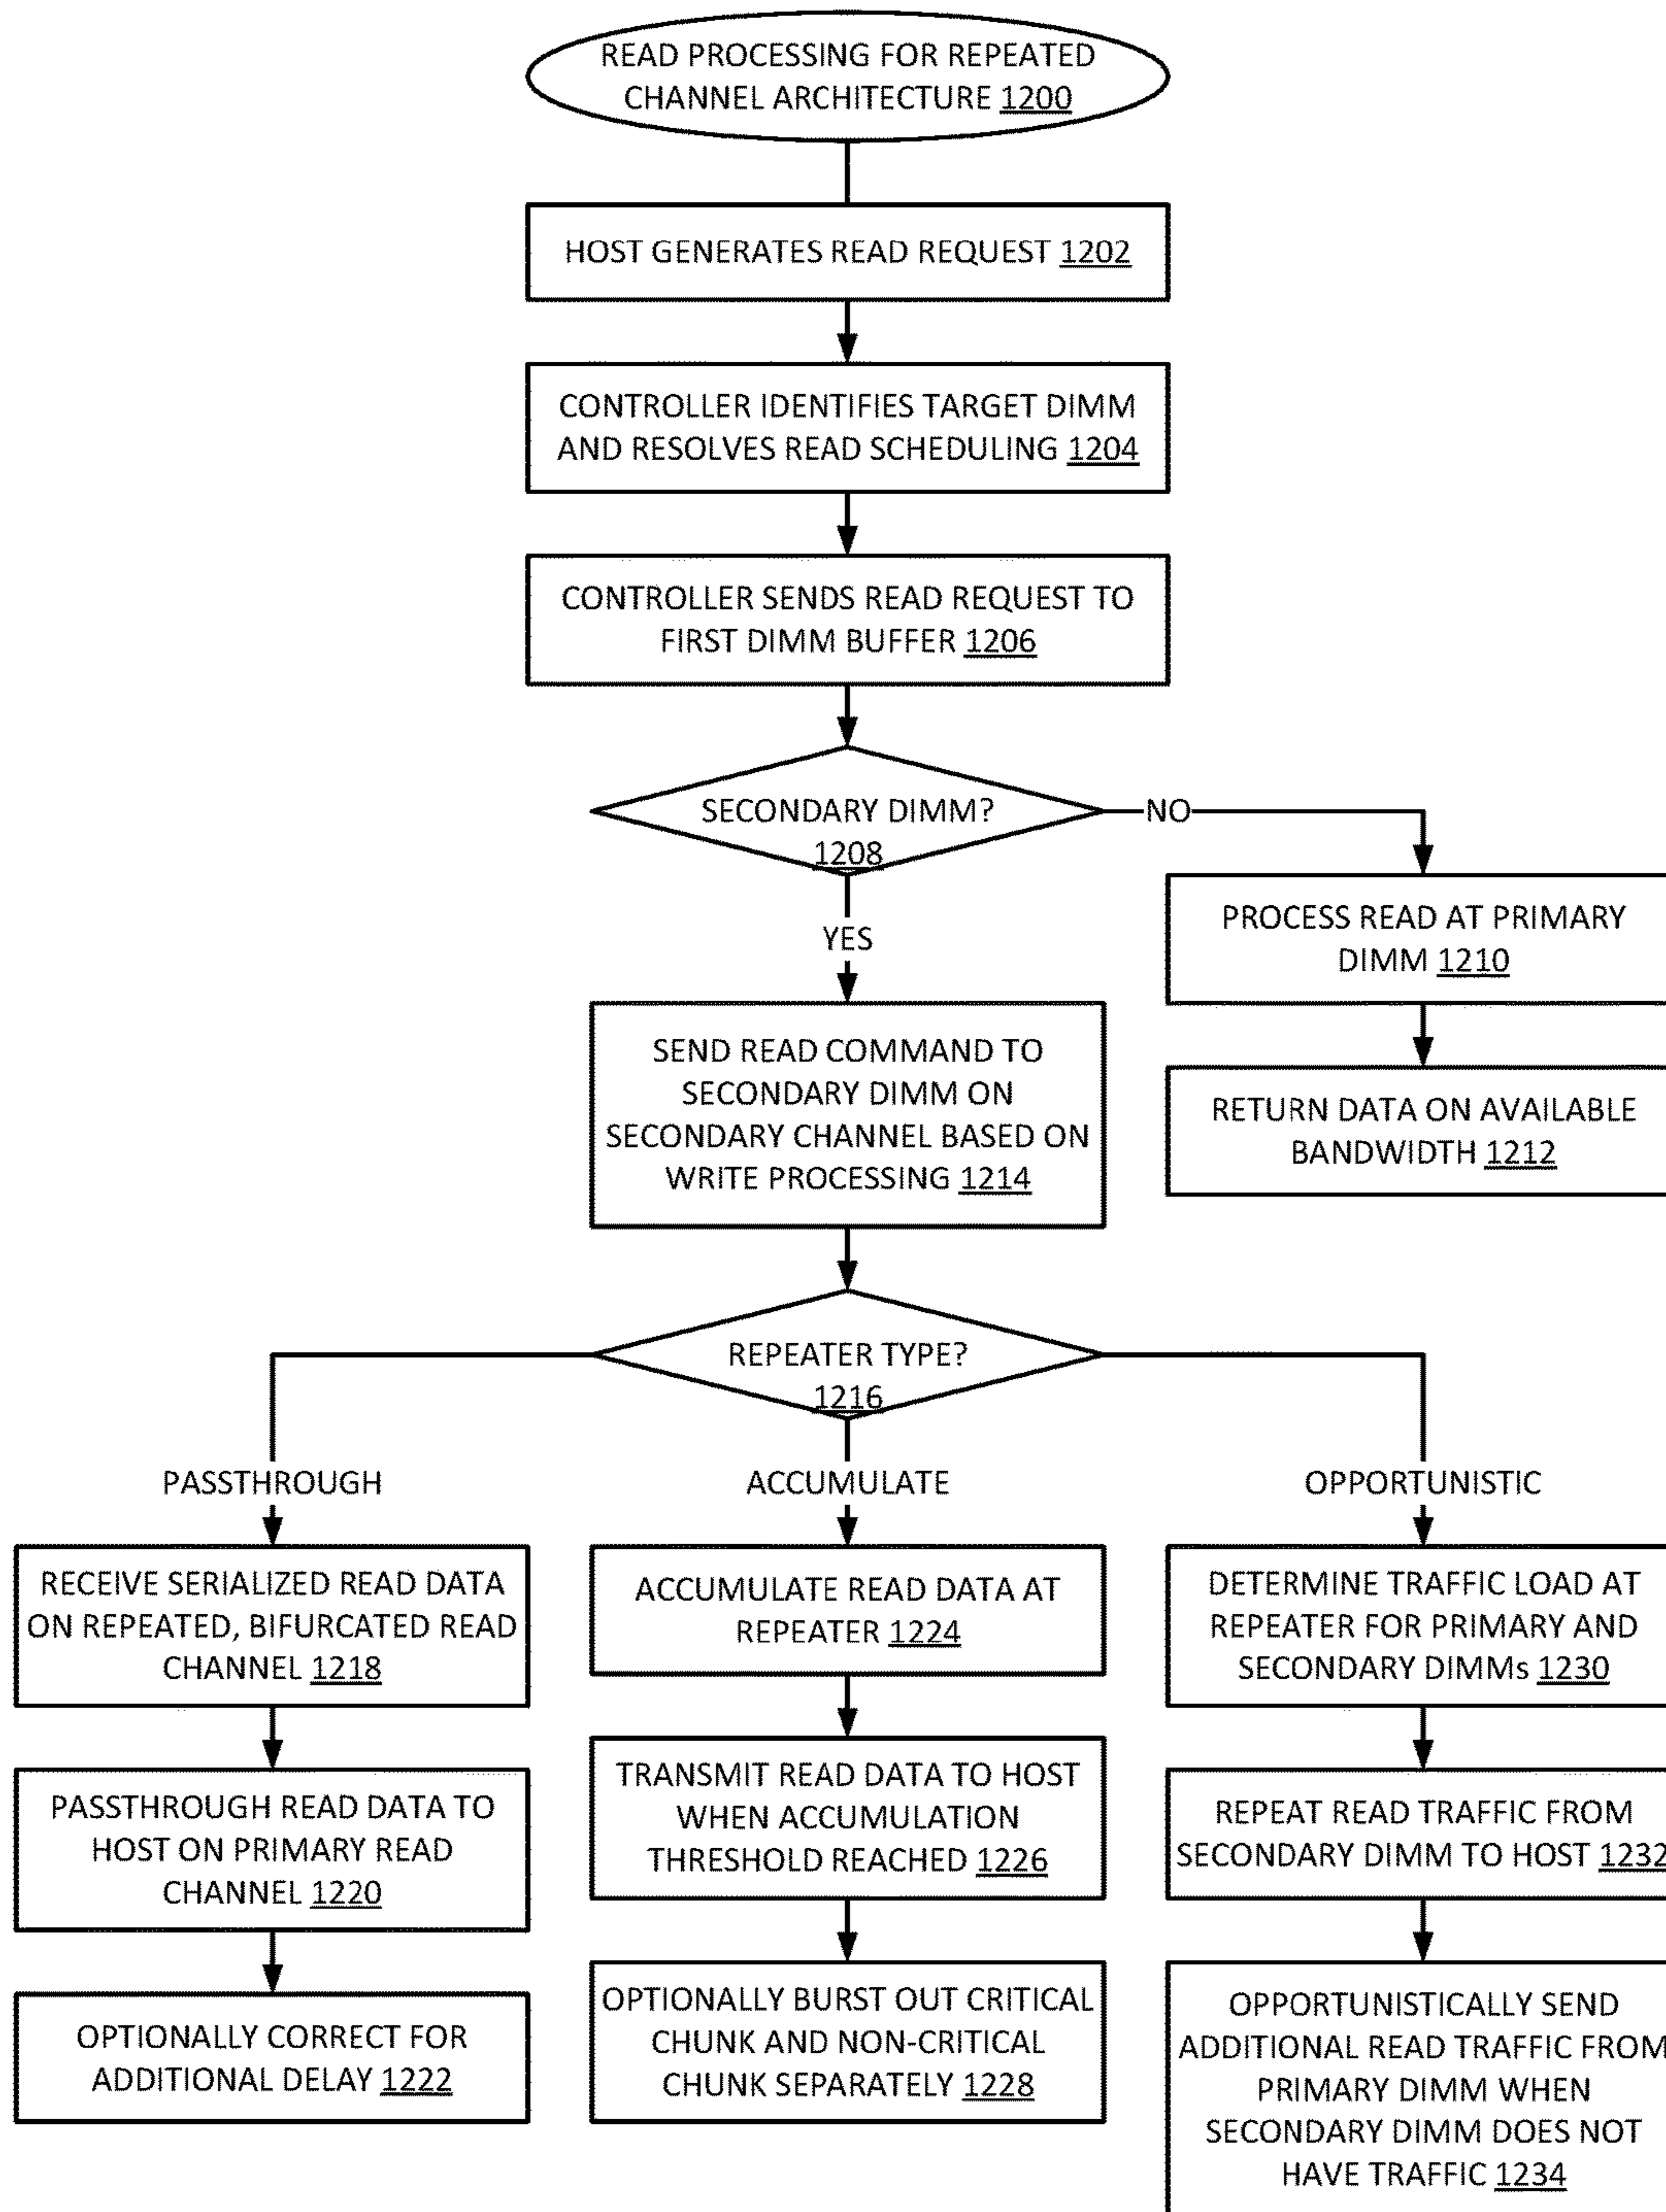 READ PROCESSING FOR REPEATED
CHANNEL ARCHITECTURE 1200
HOST GENERATES READ REQUEST 1202
CONTROLLER IDENTIFIES TARGET DIMM
AND RESOLVES READ SCHEDULING 1204
CONTROLLER SENDS READ REQUEST TO
FIRST DIMM BUFFER 1206
SECONDARY DIMM?
1208
NO
YES
PROCESS READ AT PRIMARY
DIMM 1210
RETURN DATA ON AVAILABLE
BANDWIDTH 1212
SEND READ COMMAND TO
SECONDARY DIMM ON
SECONDARY CHANNEL BASED ON
WRITE PROCESSING 1214
REPEATER TYPE?
1216
PASSTHROUGH
RECEIVE SERIALIZED READ DATA
ON REPEATED, BIFURCATED READ
CHANNEL 1218
PASSTHROUGH READ DATA TO
HOST ON PRIMARY READ
CHANNEL 1220
OPTIONALLY CORRECT FOR
ADDITIONAL DELAY 1222
ACCUMULATE
ACCUMULATE READ DATA AT
REPEATER 1224
TRANSMIT READ DATA TO HOST
WHEN ACCUMULATION
THRESHOLD REACHED 1226
OPTIONALLY BURST OUT CRITICAL
CHUNK AND NON-CRITICAL
CHUNK SEPARATELY 1228
OPPORTUNISTIC
DETERMINE TRAFFIC LOAD AT
REPEATER FOR PRIMARY AND
SECONDARY DIMMs 1230
REPEAT READ TRAFFIC FROM
SECONDARY DIMM TO HOST 1232
OPPORTUNISTICALLY SEND
ADDITIONAL READ TRAFFIC FROM
PRIMARY DIMM WHEN
SECONDARY DIMM DOES NOT
HAVE TRAFFIC 1234